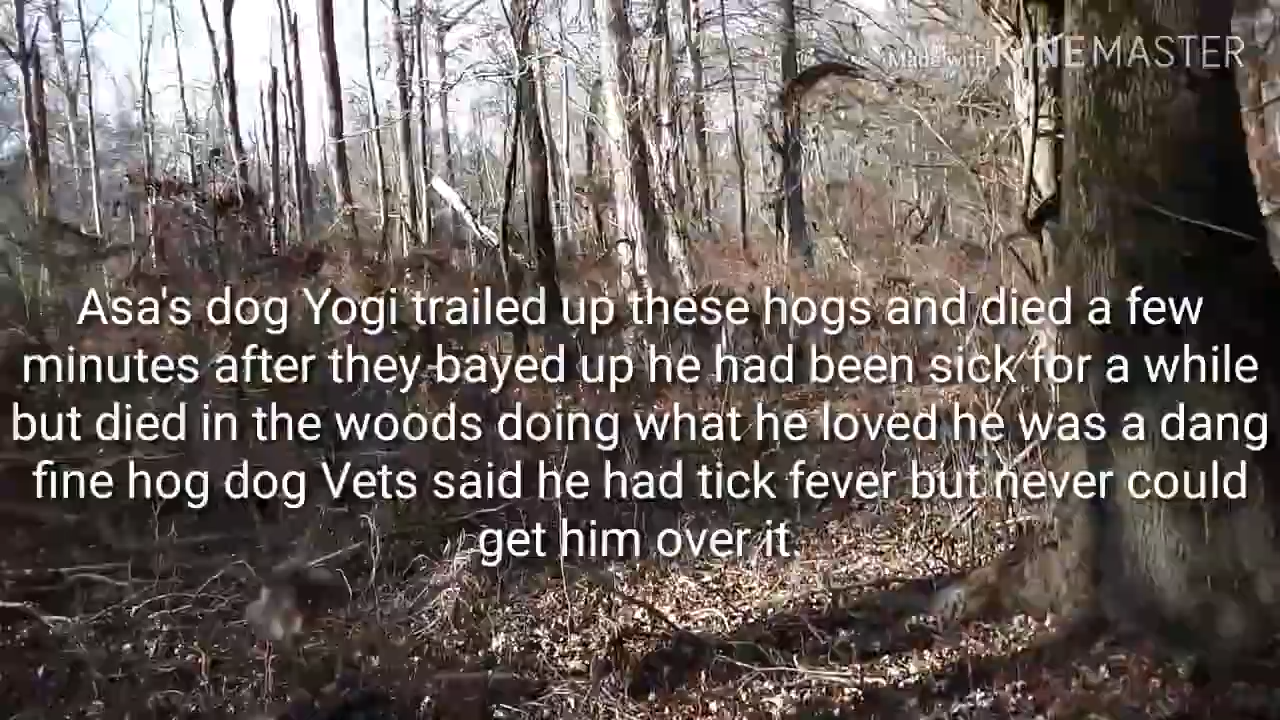 Made with KINEMASTER
Asa's dog Yogi trailed up these hogs and died a few
minutes after they bayed up he had been sick for a while
but died in the woods doing what he loved he was a dang
fine hog dog Vets said he had tick fever but never could
get him over it.